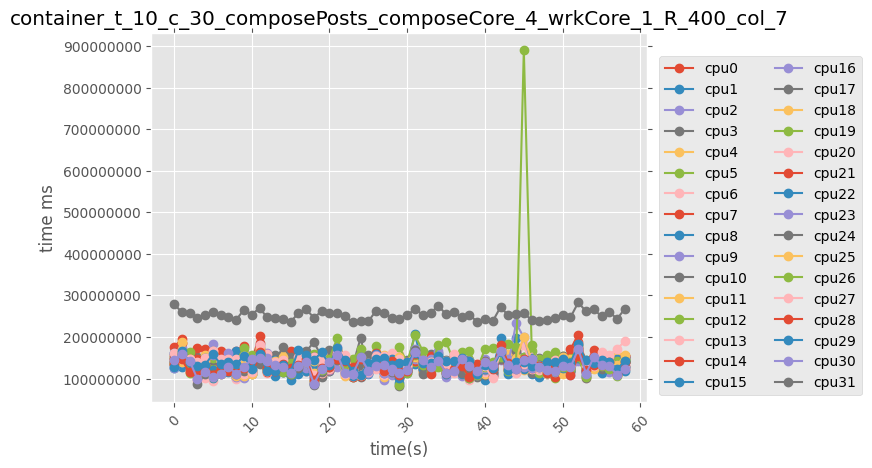 container_t_10_c_30_composePosts_composeCore_4_wrkCore_1_R_400_col_7
900000000
800000000
700000000
600000000
500000000
400000000
300000000
200000000
100000000
time ms
0
10
20
30
40
50
60
time(s)
cpu0
cpu1
cpu2
cpu3
cpu4
cpu5
cpu6
cpu7
cpu8
cpu9
cpu10
cpu11
cpu12
cpu13
cpu14
cpu15
cpu16
cpu17
cpu18
cpu19
cpu20
cpu21
cpu22
cpu23
cpu24
cpu25
cpu26
cpu27
cpu28
cpu29
cpu30
cpu31